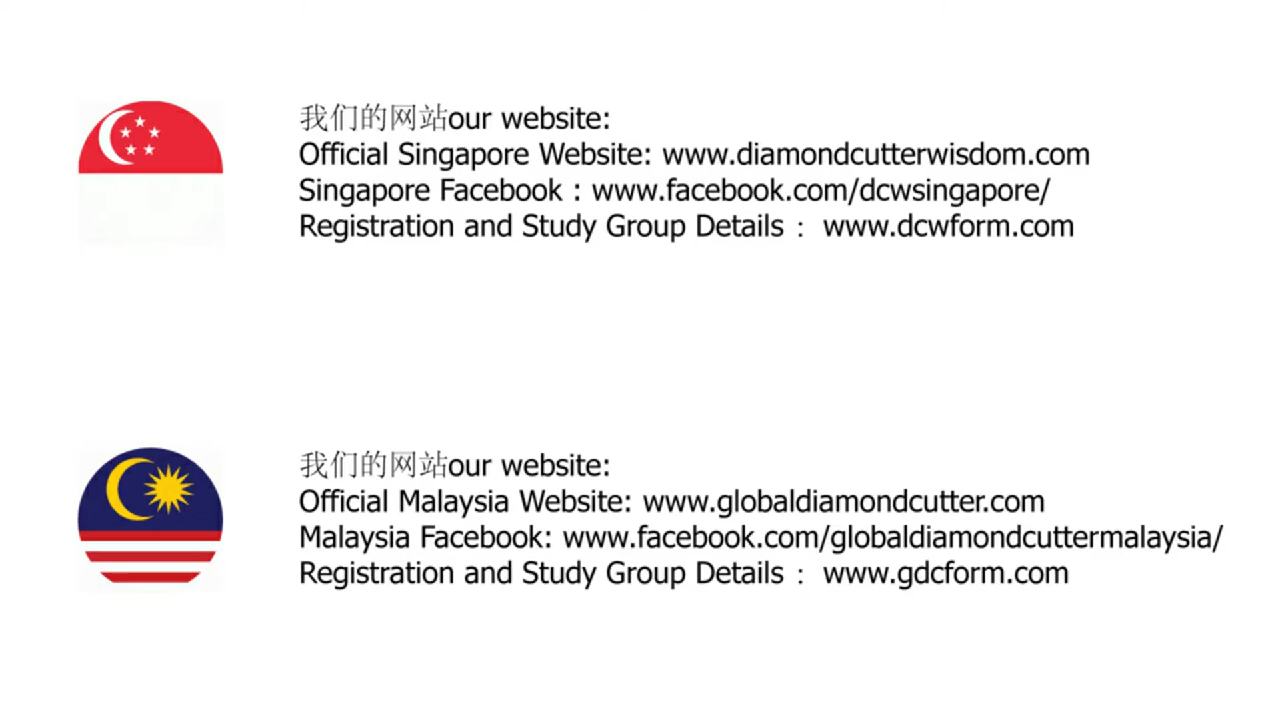 我们的网站our website:
Official Singapore Website: www.diamondcutterwisdom.com
Singapore Facebook : www.facebook.com/dcwsingapore/
Registration and Study Group Details ： www.dcwform.com
我们的网站our website:
Official Malaysia Website: www.globaldiamondcutter.com
Malaysia Facebook: www.facebook.com/globaldiamondcuttermalaysia/
Registration and Study Group Details ： www.gdcform.com